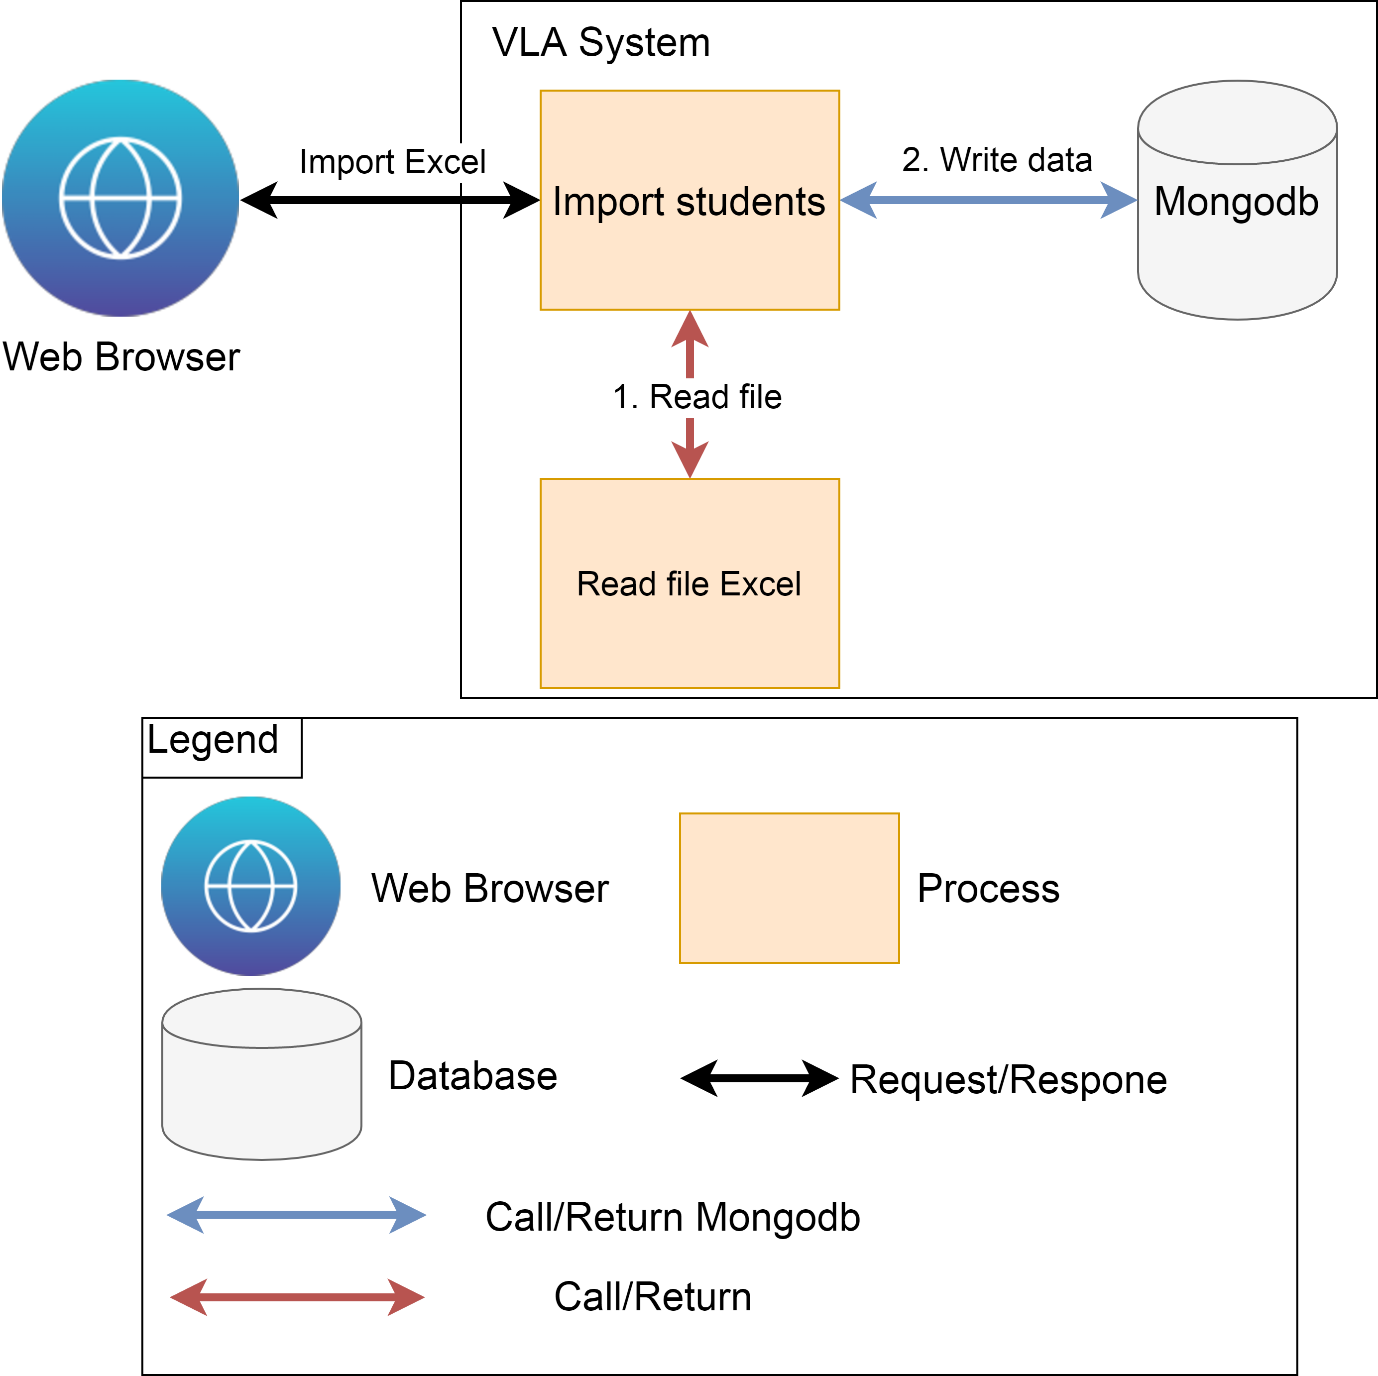 VLA System
Import Excel
Import students
2. Write data
Mongodb
Web Browser
1. Read file
Read file Excel
Legend
Web Browser
Process
Database
Request/Respone
Call/Return Mongodb
Call/Return